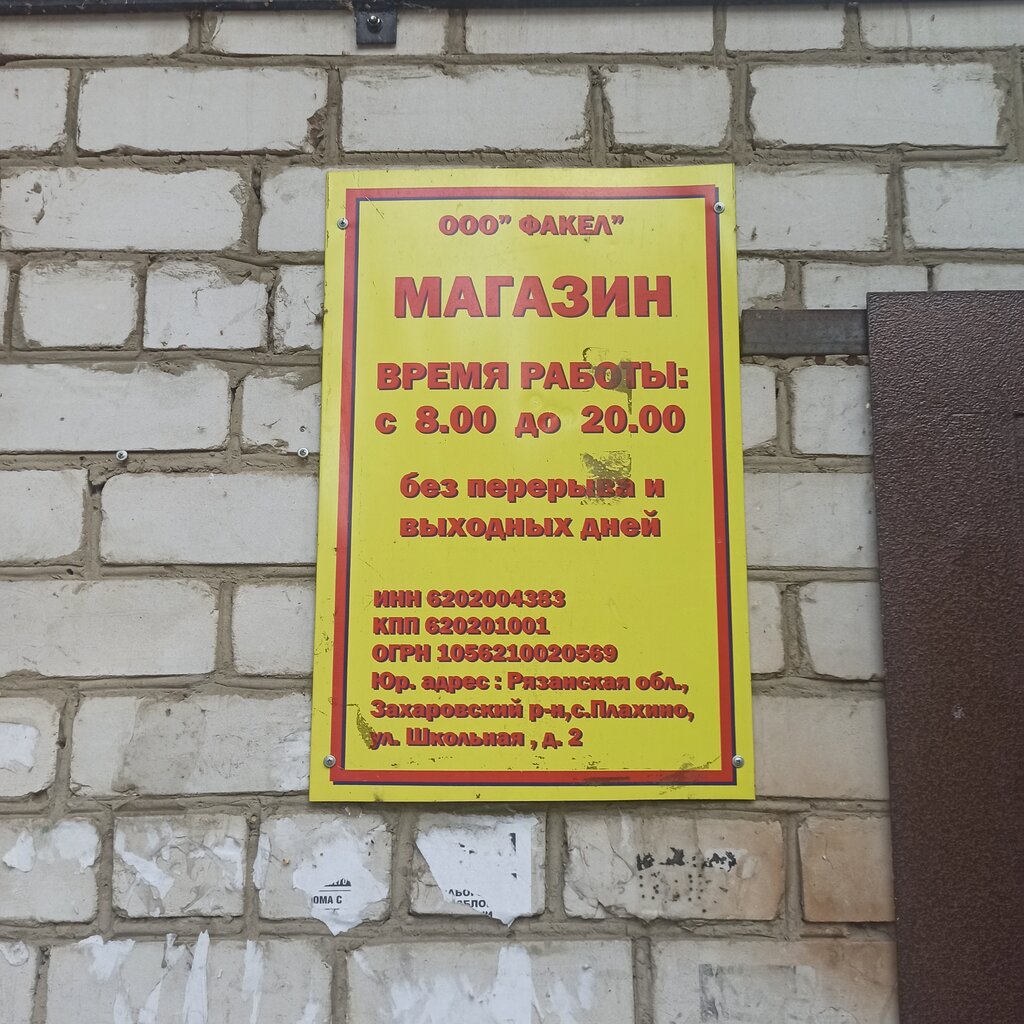 ООО" ФАКЕЛ"
МАГАЗИН
ВРЕМЯ РАБОТЫ:
с 8.00 до 20.00
без перерыва и
выходных дней
ИНН 6202004383
КПП 620201001
ОГРН 1056210020569
Юр. адрес : Рязанская обл.,
Захаровский р-н,с.Плахино,
ул. Школьная , д. 2
ОМА С